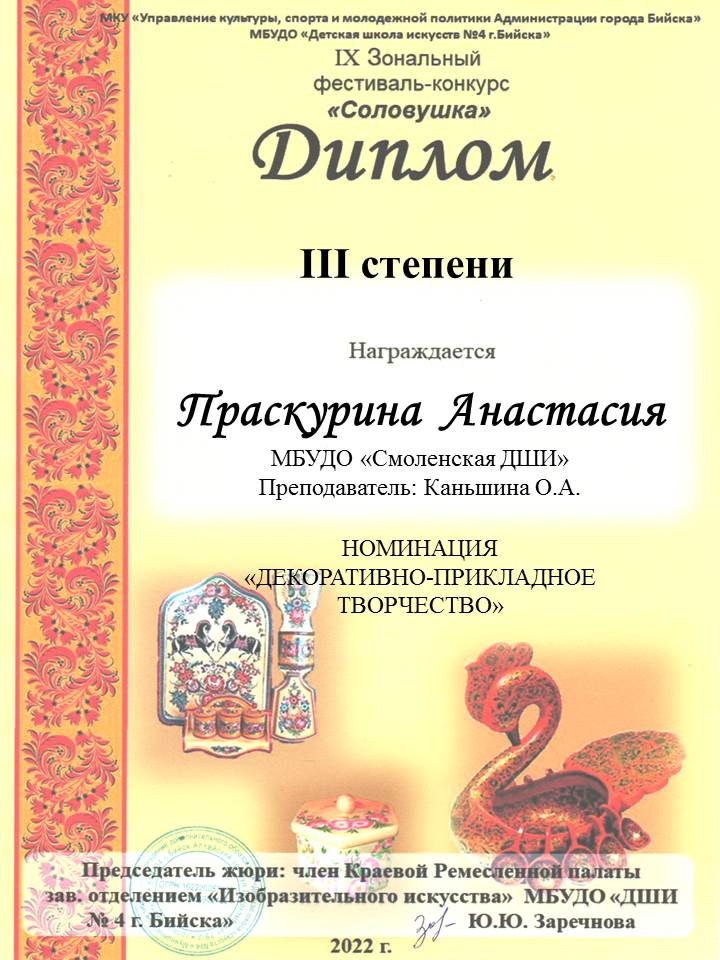 МКУ «Управление культуры, спорта и молодежной политики Администрации города Бийска»
МБУДО «Детская школа искусств №4 г.Бийска»
IX Зональный
фестиваль-конкурс
«Соловушка»
Диплом
III степени
Награждается
Праскурина Анастасия
МБУДО «Смоленская ДШИ»
Преподаватель: Каньшина О.А.
НОМИНАЦИЯ
«ДЕКОРАТИВНО-ПРИКЛАДНОЕ
ТВОРЧЕСТВО»
Председатель жюри: член Краевой Ремесленной палаты
зав. отделением «Изобразительного искусства» МБУДО «ДШИ
№ 4 г. Бийска» Ю.Ю. Заречнова
2022 г.